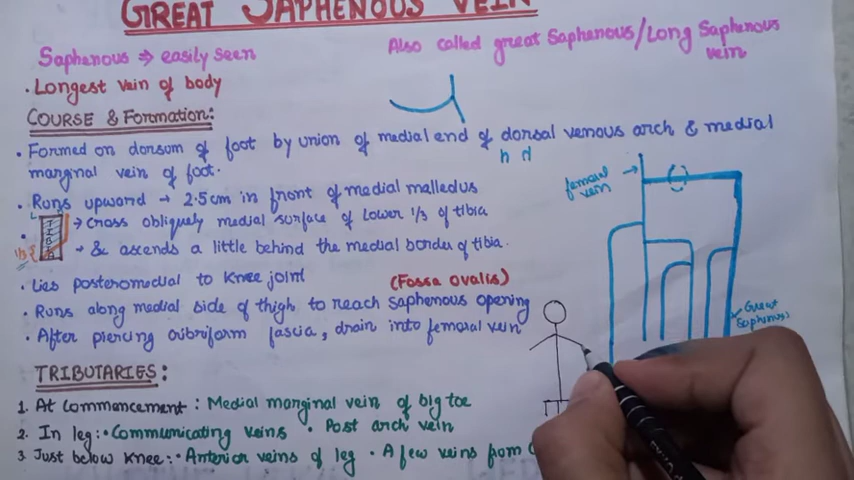 GREAT SAPHENOUS VEIN
Saphenous ⇒ easily seen
Also called great Saphenous/Long Saphenous
vein
• Longest vein of body
COURSE & Formation:
• Formed on dorsum of foot by union of medial end of dorsal venous arch & medial
marginal vein of foot.
• Runs upward → 2.5cm in front of medial malleolus
• → Cross obliquely medial surface of lower 1/3 of tibia
→ & ascends a little behind the medial border of tibia.
TIBIA
1/3
• Lies posteromedial to knee joint
(Fossa ovalis)
• Runs along medial side of thigh to reach saphenous opening
• After piercing cribriform fascia, drain into femoral vein
femoral
vein
Great
Saphenous
TRIBUTARIES:
1. At commencement: Medial marginal vein of big toe
2. In leg: • Communicating veins • Post arch vein
3. Just below knee: • Anterior veins of leg • A few veins from